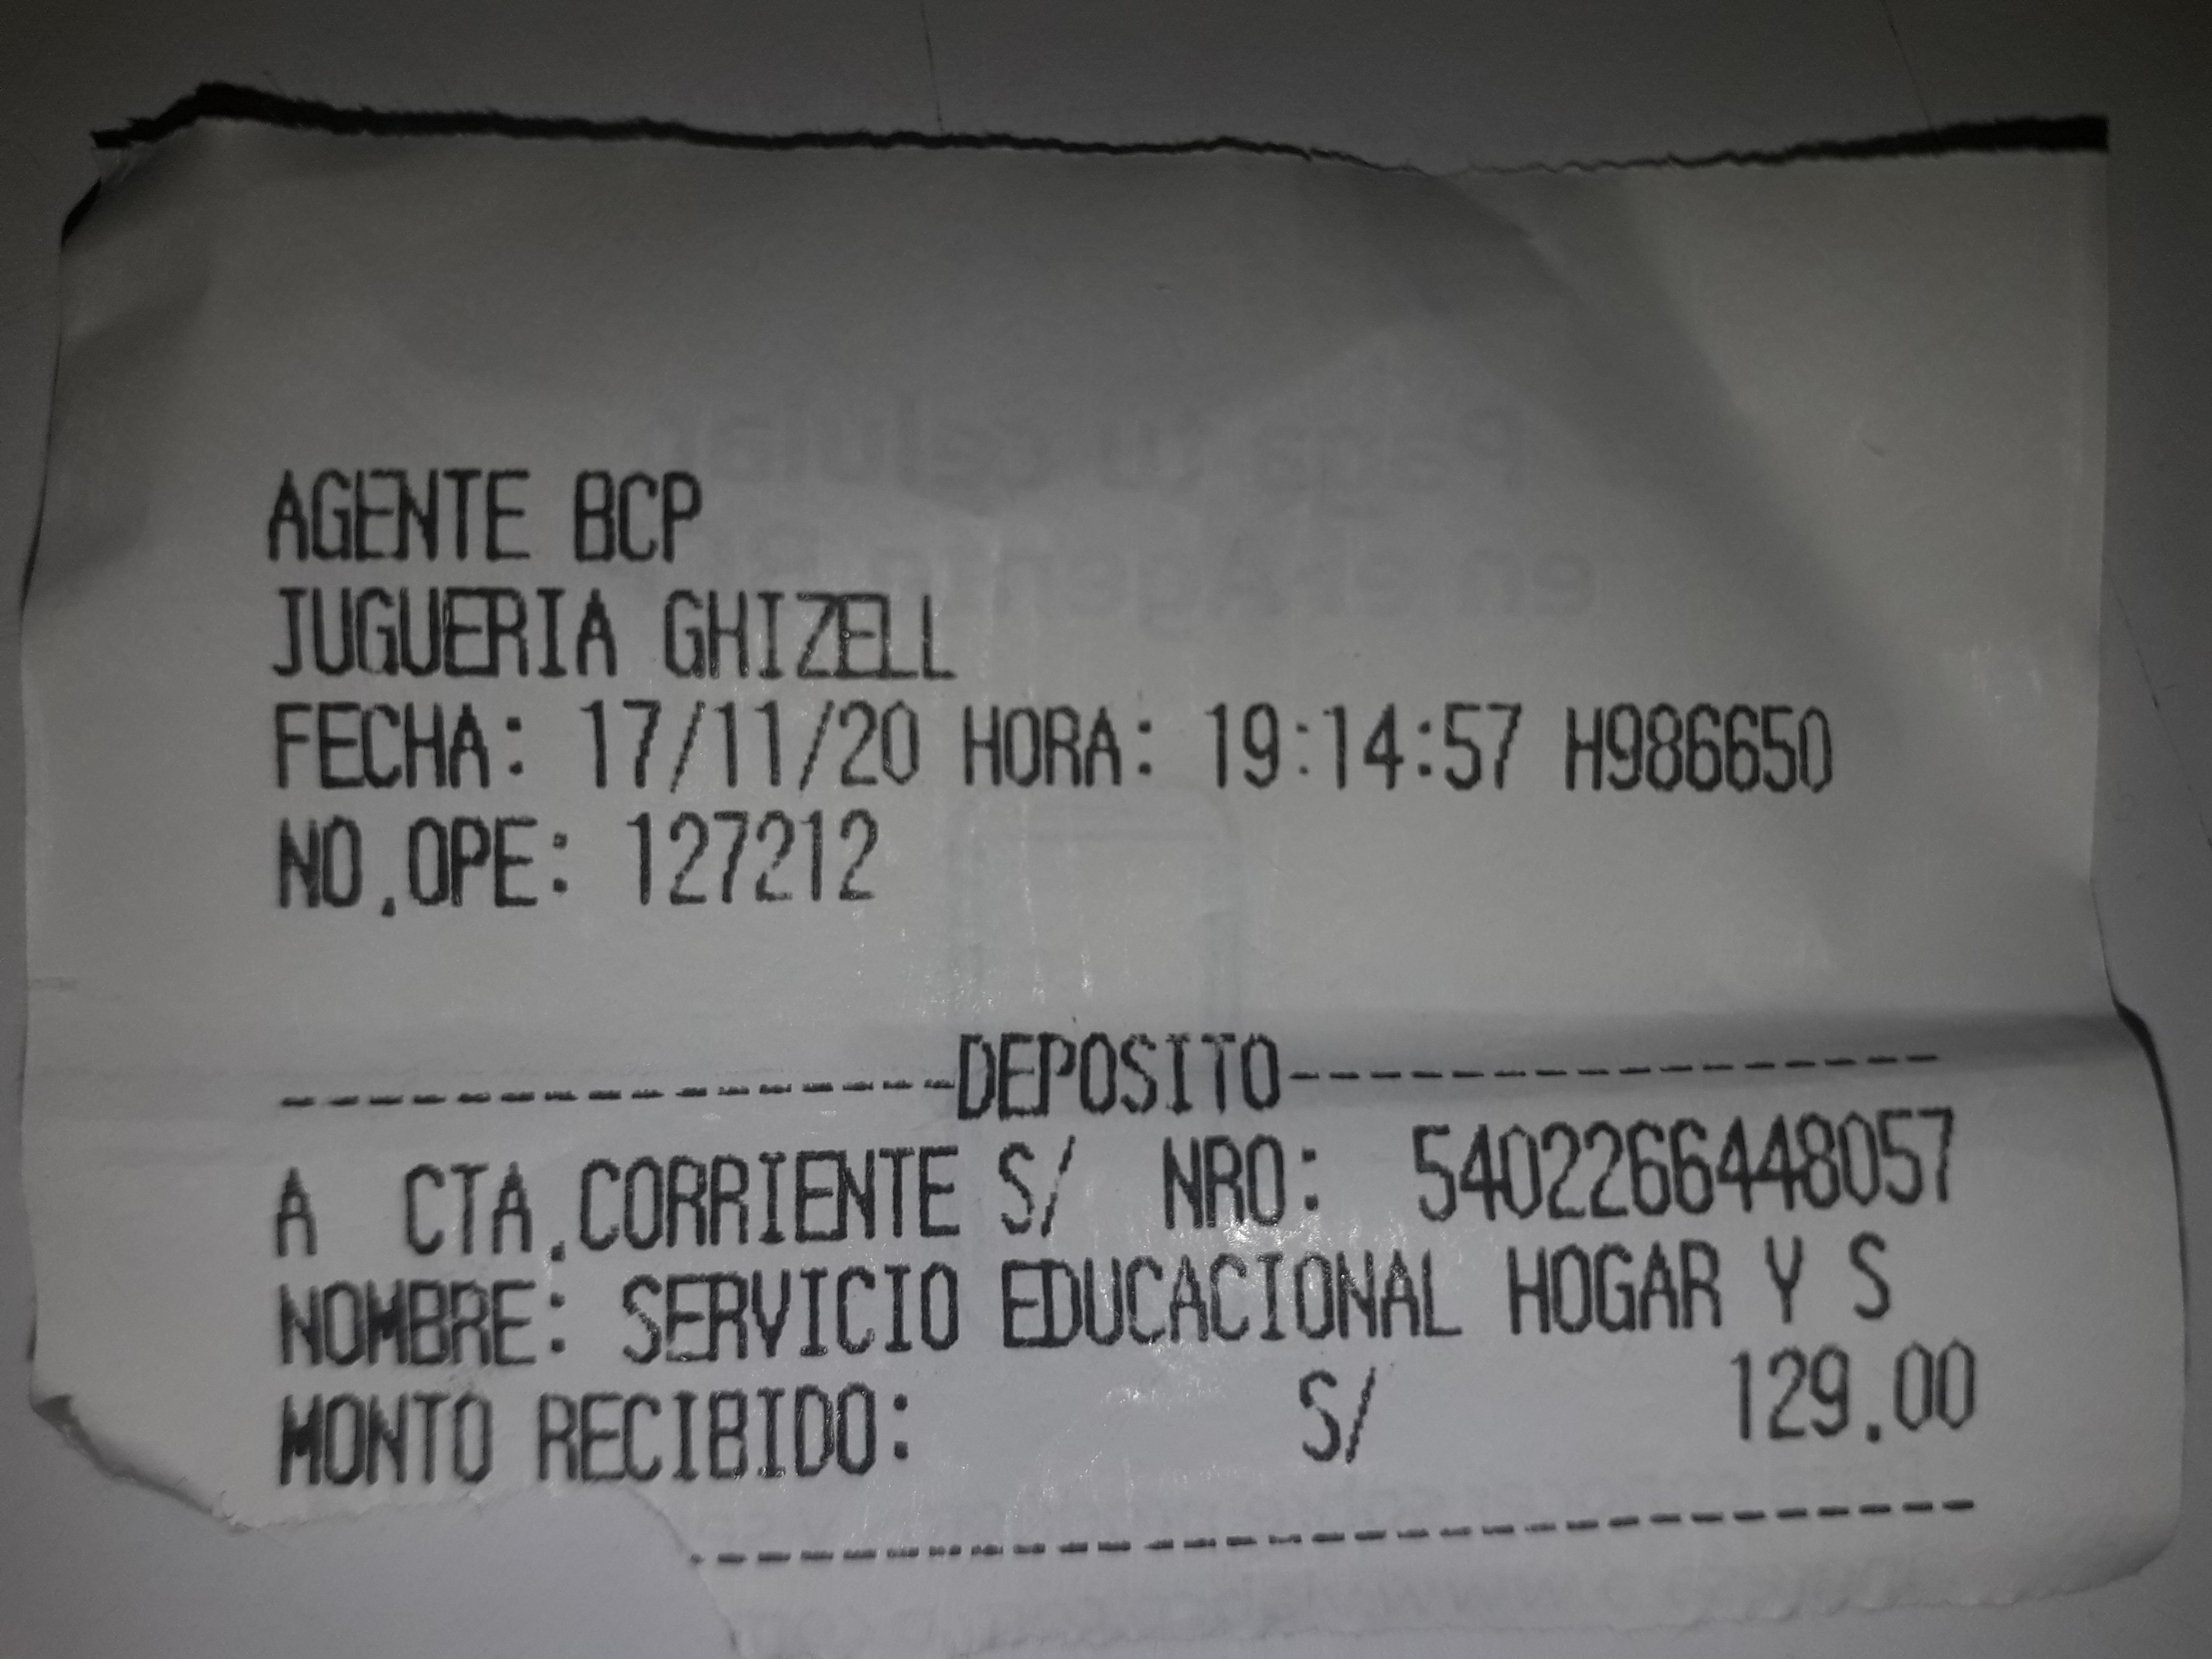 AGENTE BCP
JUGUERIA GHIZELL
FECHA: 17/11/20 HORA: 19:14:57 H986650
NO.OPE: 127212
----------------DEPOSITO---------------
A CTA.CORRIENTE S/ NRO: 5402266448057
NOMBRE: SERVICIO EDUCACIONAL HOGAR Y S
MONTO RECIBIDO: S/ 129.00
------------------------------